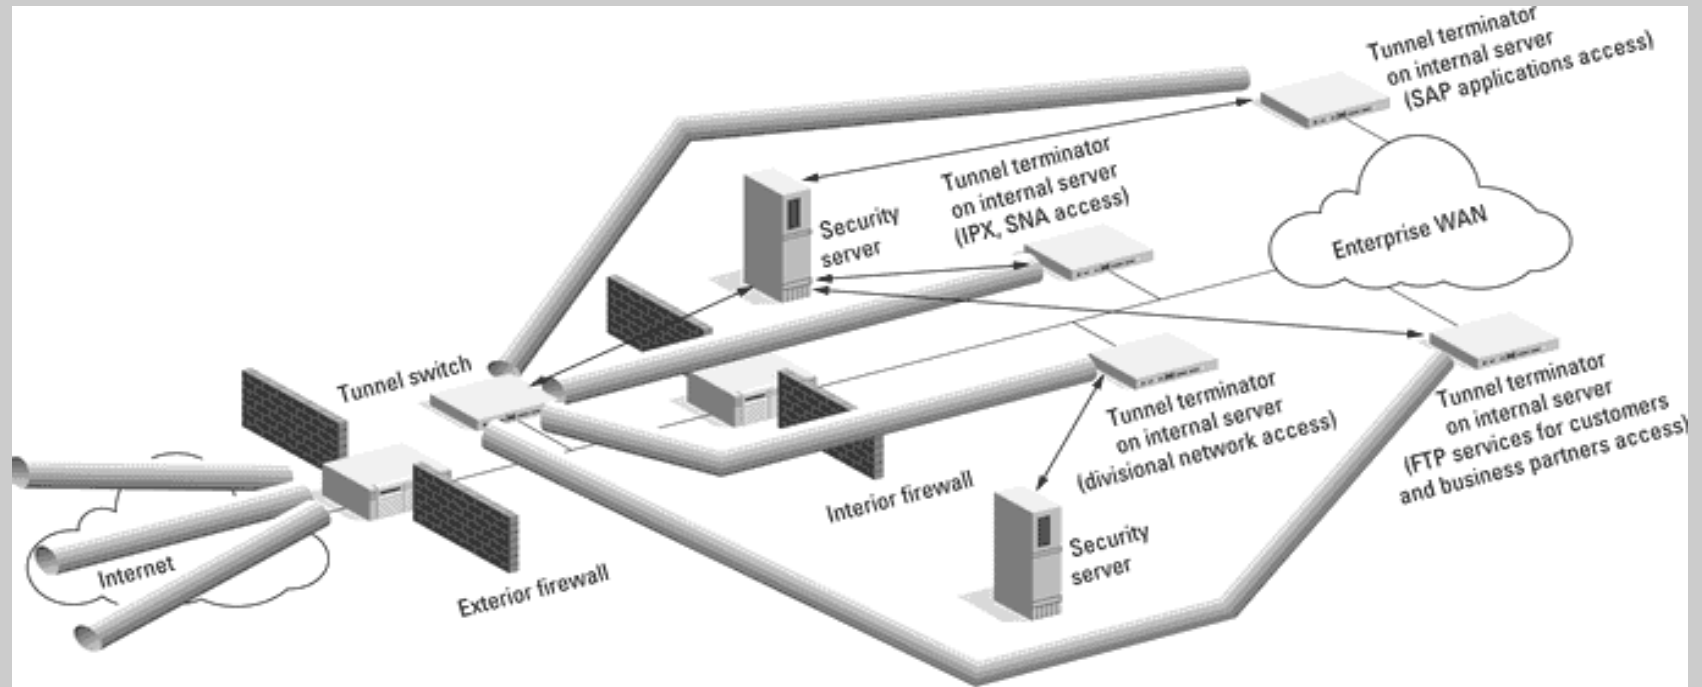 Tunnel terminator
on internal server
(SAP applications access)
Tunnel terminator
on internal server
(IPX, SNA access)
Security
server
Enterprise WAN
Tunnel switch
Tunnel terminator
on internal server
(divisional network access)
Tunnel terminator
on internal server
(FTP services for customers
and business partners access)
Interior firewall
Security
server
Internet
Exterior firewall